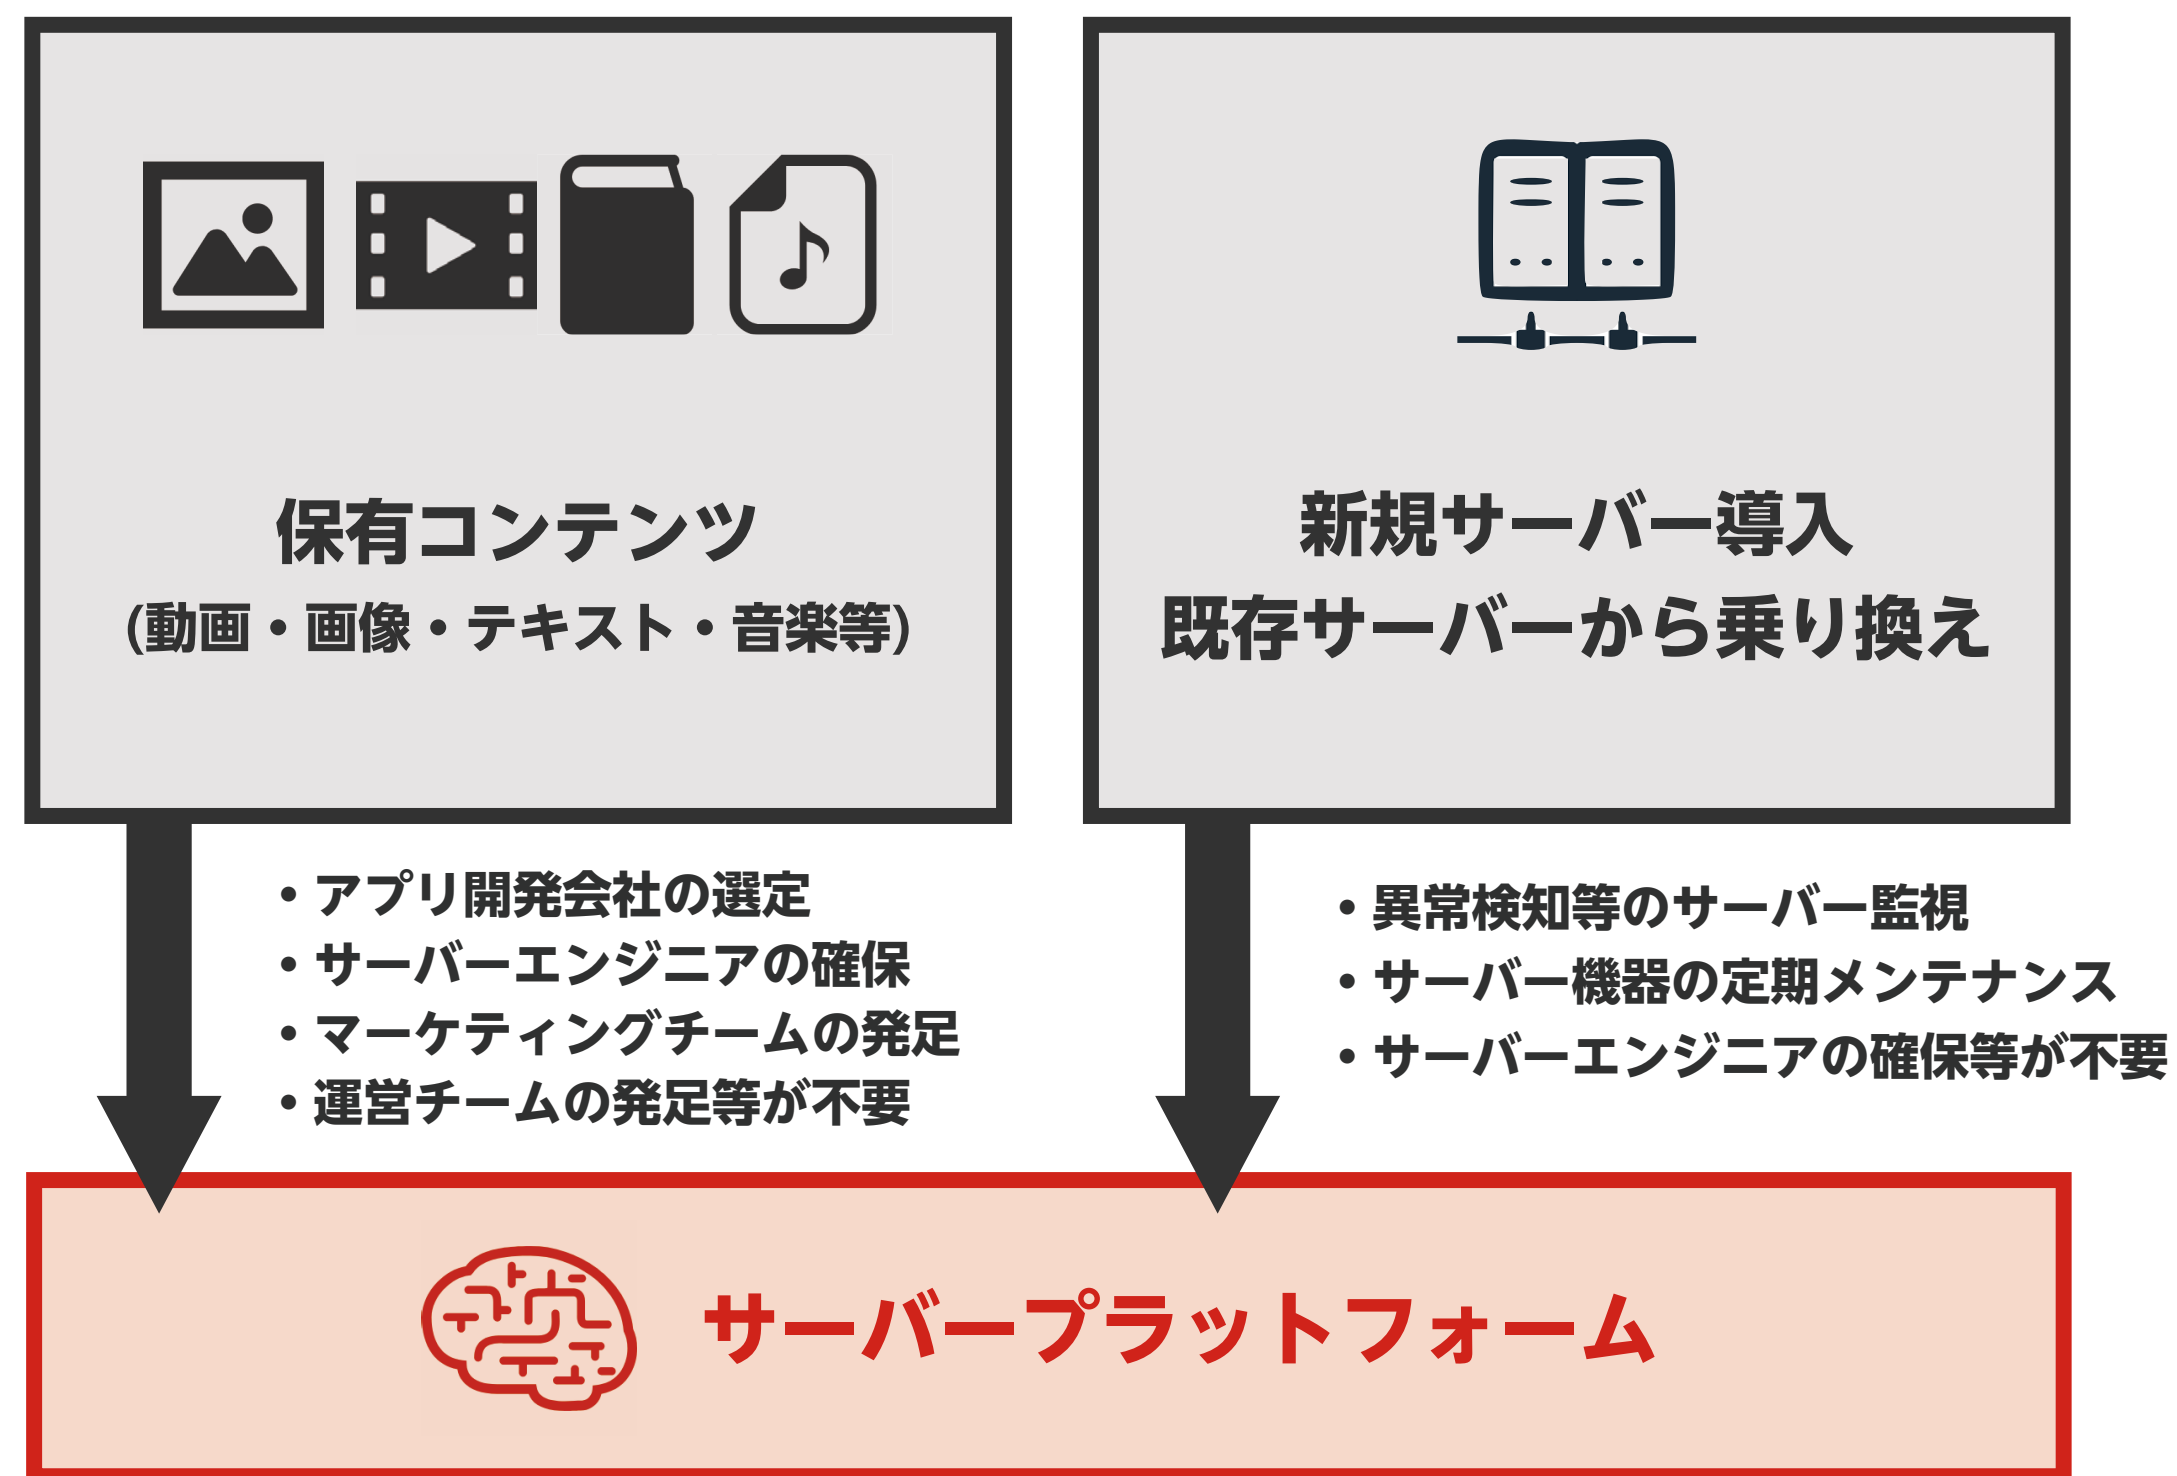 保有コンテンツ
(動画・画像・テキスト・音楽等)
新規サーバー導入
既存サーバーから乗り換え
・アプリ開発会社の選定
・サーバーエンジニアの確保
・マーケティングチームの発足
・運営チームの発足等が不要
・異常検知等のサーバー監視
・サーバー機器の定期メンテナンス
・サーバーエンジニアの確保等が不要
サーバープラットフォーム